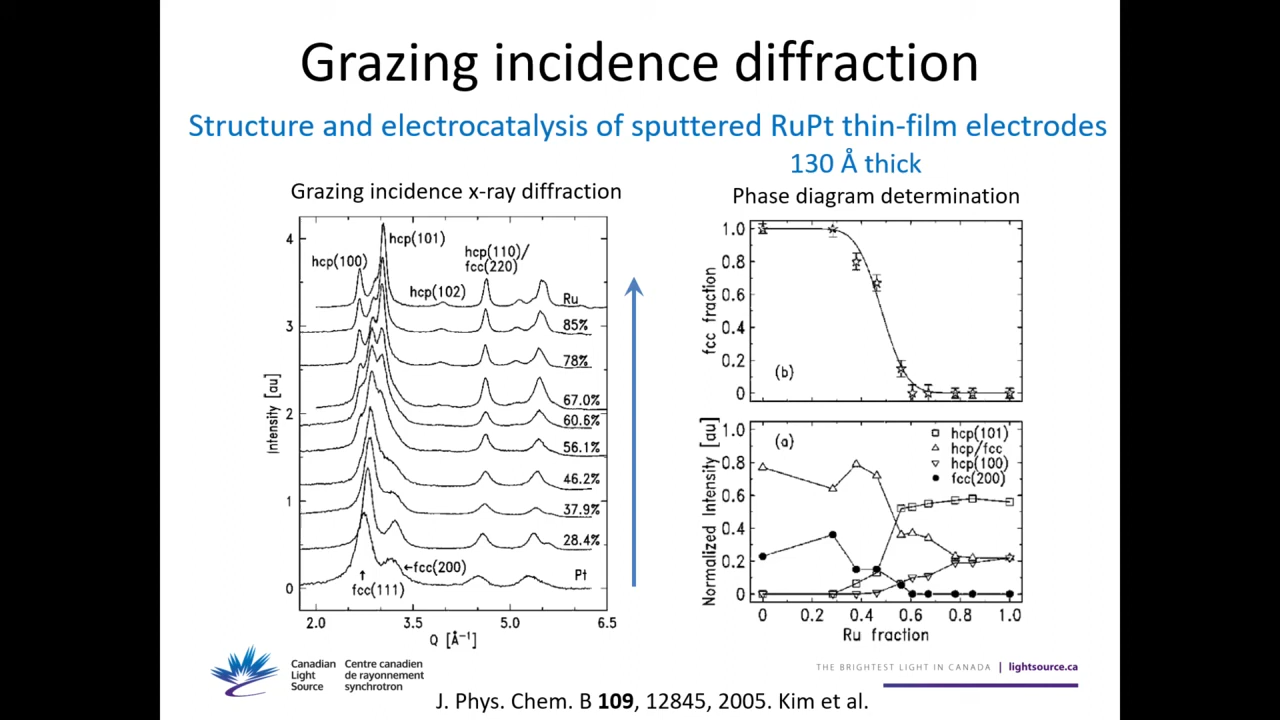 Grazing incidence diffraction
Structure and electrocatalysis of sputtered RuPt thin-film electrodes
130 Å thick
Grazing incidence x-ray diffraction
4
3
2
1
0
Intensity [au]
hcp(100)
hcp(101)
hcp(102)
hcp(110)/
fcc(220)
Ru
85%
78%
67.0%
60.6%
56.1%
46.2%
37.9%
28.4%
Pt
←fcc(200)
↑
fcc(111)
2.0 3.5 5.0 6.5
Q [Å⁻¹]
Phase diagram determination
1.0
0.8
0.6
0.4
0.2
0
fcc fraction
(b)
1.0
0.8
0.6
0.4
0.2
0
Normalized Intensity [au]
(a)
hcp(101)
hcp/fcc
hcp(100)
fcc(200)
0 0.2 0.4 0.6 0.8 1.0
Ru fraction
Canadian Centre canadien
Light de rayonnement
Source synchrotron
THE BRIGHTEST LIGHT IN CANADA | lightsource.ca
J. Phys. Chem. B 109, 12845, 2005. Kim et al.